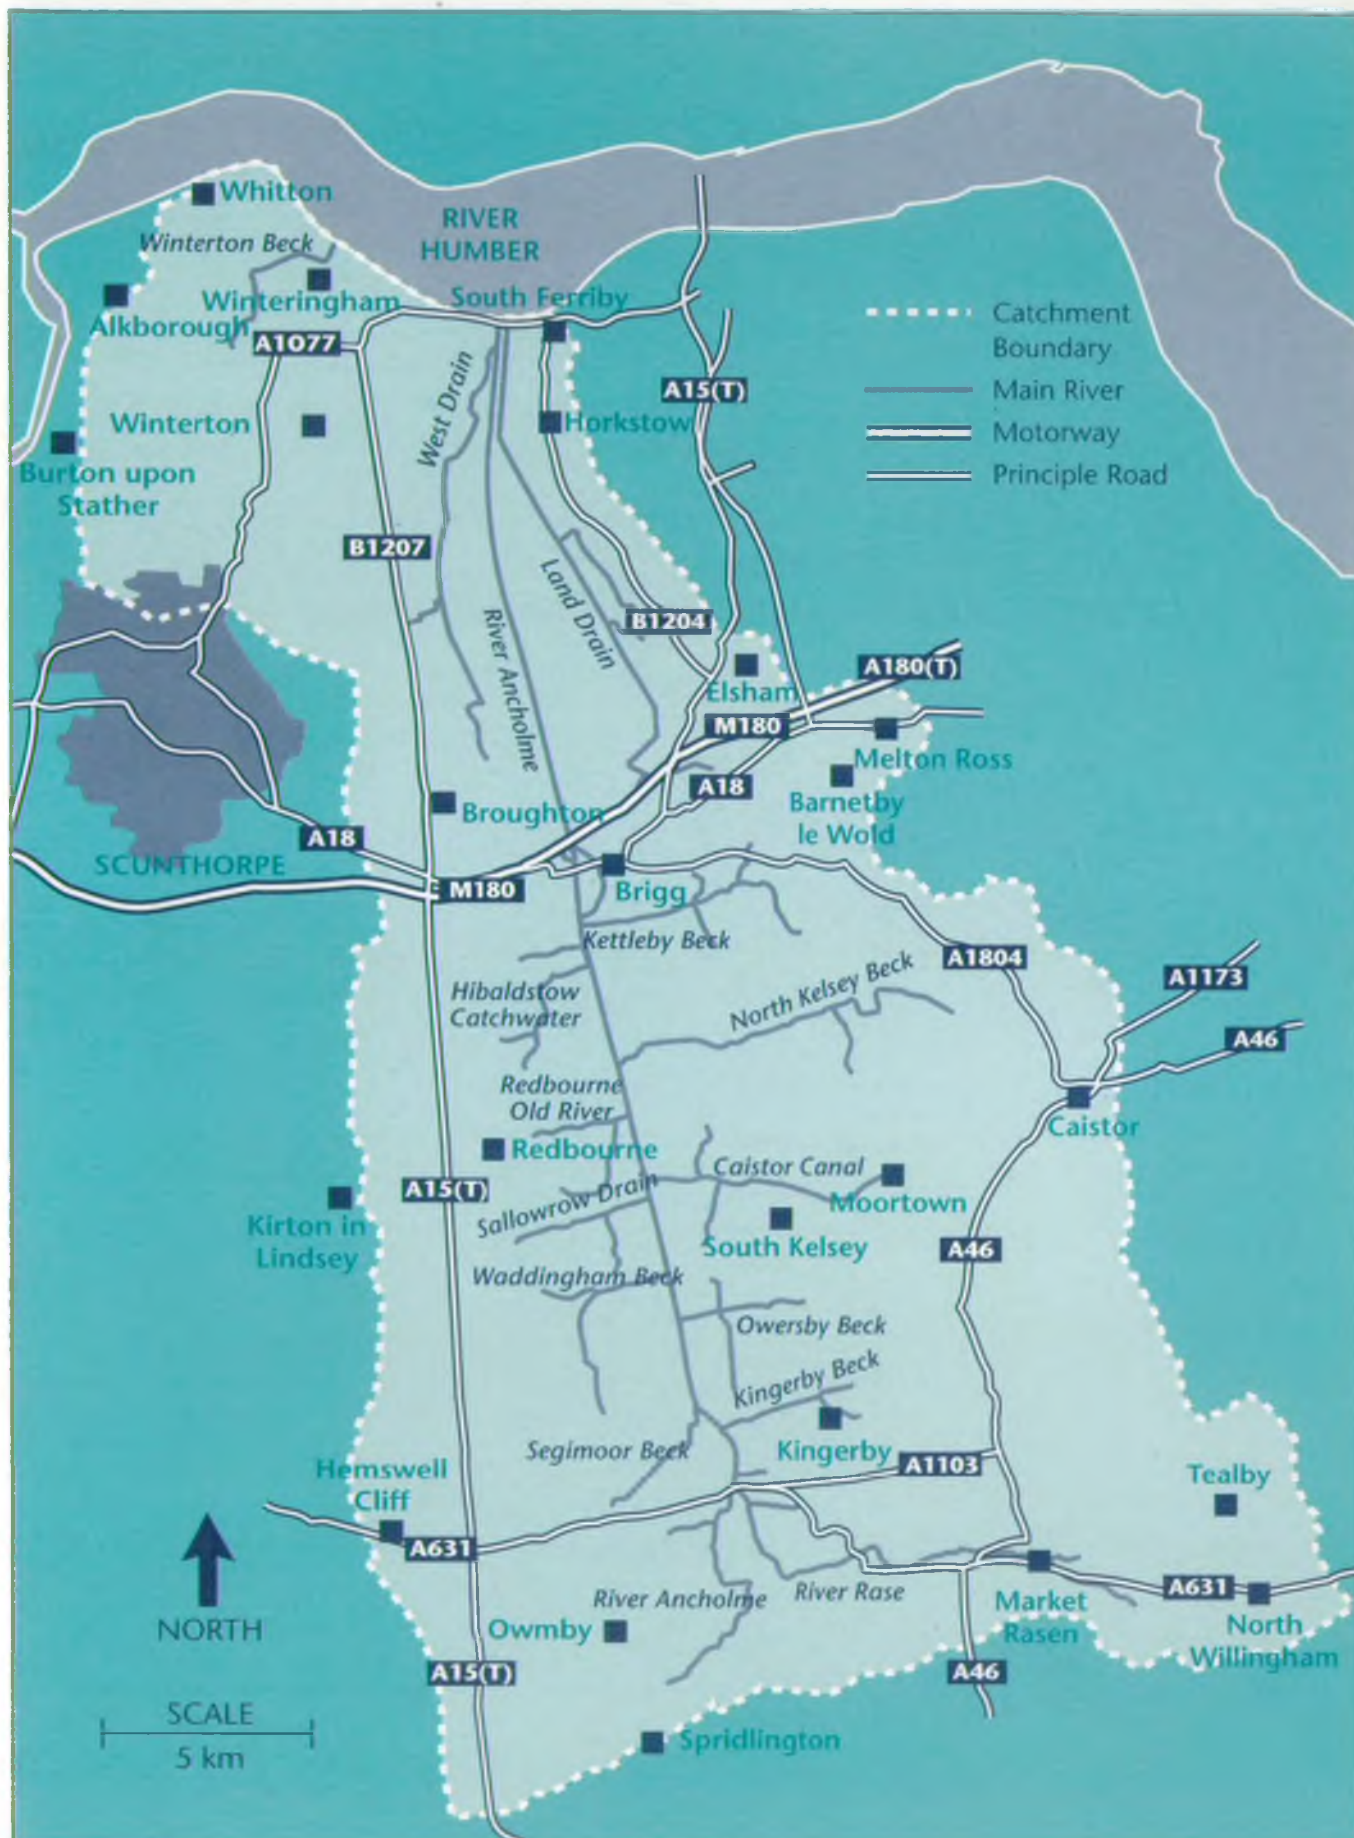 Whitton
Winterton Beck
RIVER
HUMBER
Winteringham
South Ferriby
Alkborough
A1077
Catchment
Boundary
Main River
Motorway
Principle Road
A15(T)
West Drain
Winterton
Horkstow
Burton upon
Stather
B1207
Land Drain
River Ancholme
B1204
A180(T)
Elsham
M180
Melton Ross
A18
Barnetby
le Wold
Broughton
A18
SCUNTHORPE
M180
Brigg
Kettleby Beck
A1804
A1173
North Kelsey Beck
Hibaldstow
Catchwater
A46
Redbourne
Old River
Caistor
Redbourne
Caistor Canal
A15(T)
Sallowrow Drain
Moortown
Kirton in
Lindsey
South Kelsey
A46
Waddingham Beck
Owersby Beck
Kingerby Beck
Segimoor Beck
Kingerby
A1103
Hemswell
Cliff
Tealby
A631
River Ancholme
River Rase
A631
Market
Rasen
North
Willingham
NORTH
Owmby
A15(T)
A46
SCALE
5 km
Spridlington